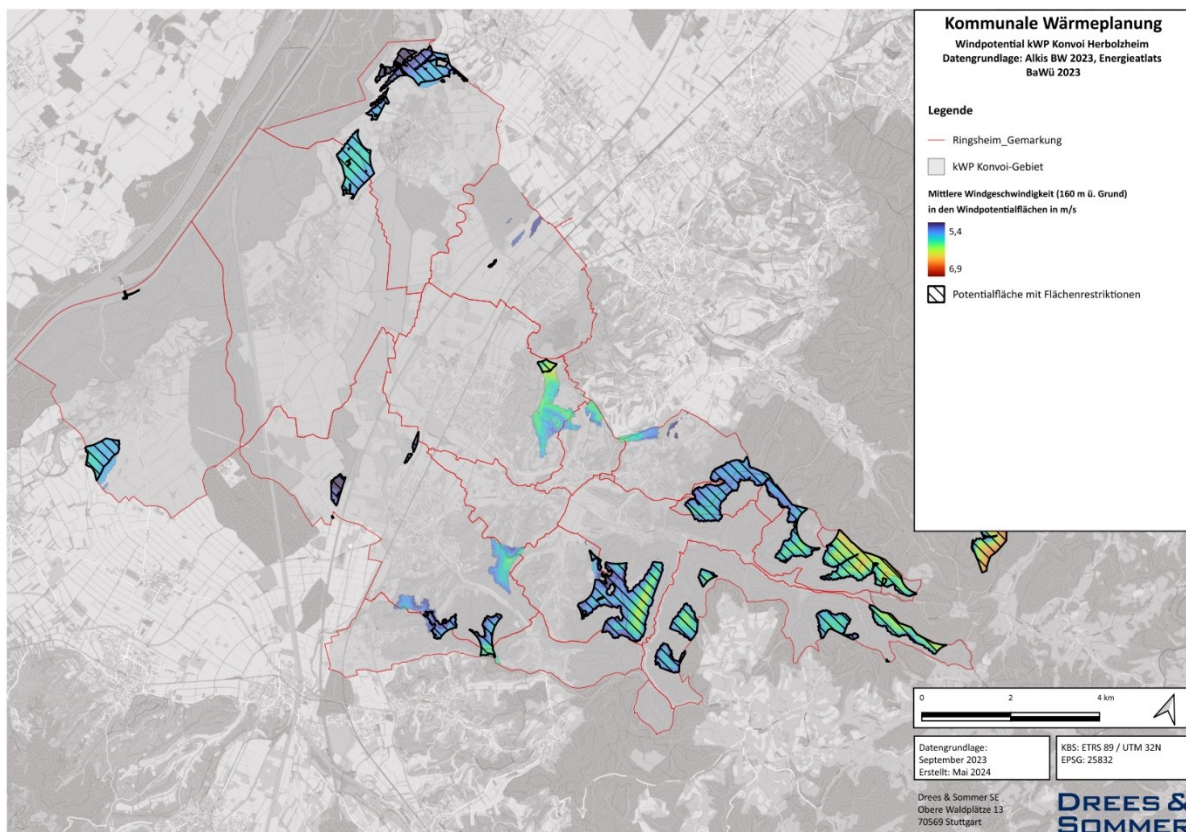 Kommunale Wärmeplanung
Windpotential kWP Konvoi Herbolzheim
Datengrundlage: Alkis BW 2023, Energieatlats
BaWü 2023
Legende
Ringsheim_Gemarkung
kWP Konvoi-Gebiet
Mittlere Windgeschwindigkeit (160 m ü. Grund)
in den Windpotentialflächen in m/s
5,4
6,9
Potentialfläche mit Flächenrestriktionen
0 2 4 km
Datengrundlage:
September 2023
Erstellt: Mai 2024
KBS: ETRS 89 / UTM 32N
EPSG: 25832
Drees & Sommer SE
Obere Waldplätze 13
70569 Stuttgart
DREES &
SOMMER